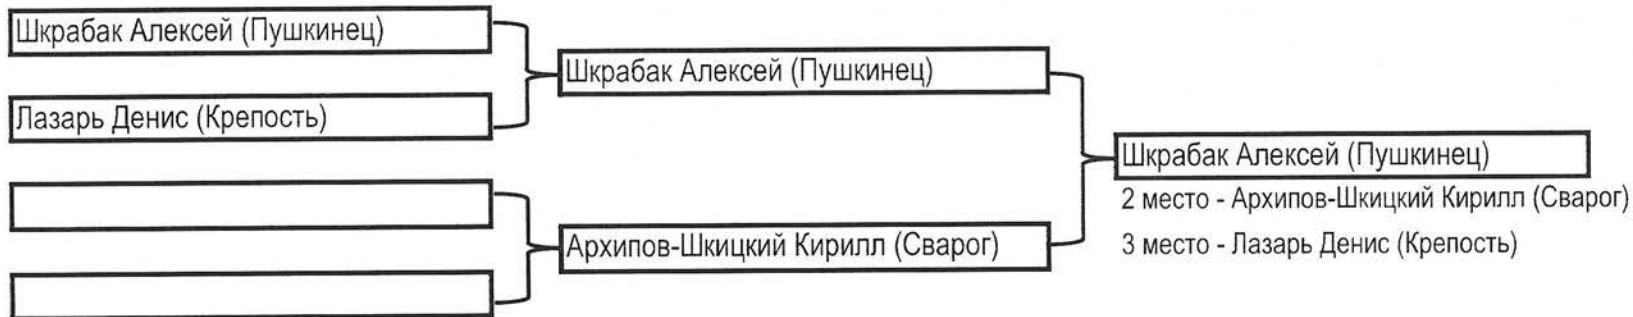 Шкрабак Алексей (Пушкинец)
Лазарь Денис (Крепость)
Шкрабак Алексей (Пушкинец)
Архипов-Шкицкий Кирилл (Сварог)
Шкрабак Алексей (Пушкинец)
2 место - Архипов-Шкицкий Кирилл (Сварог)
3 место - Лазарь Денис (Крепость)